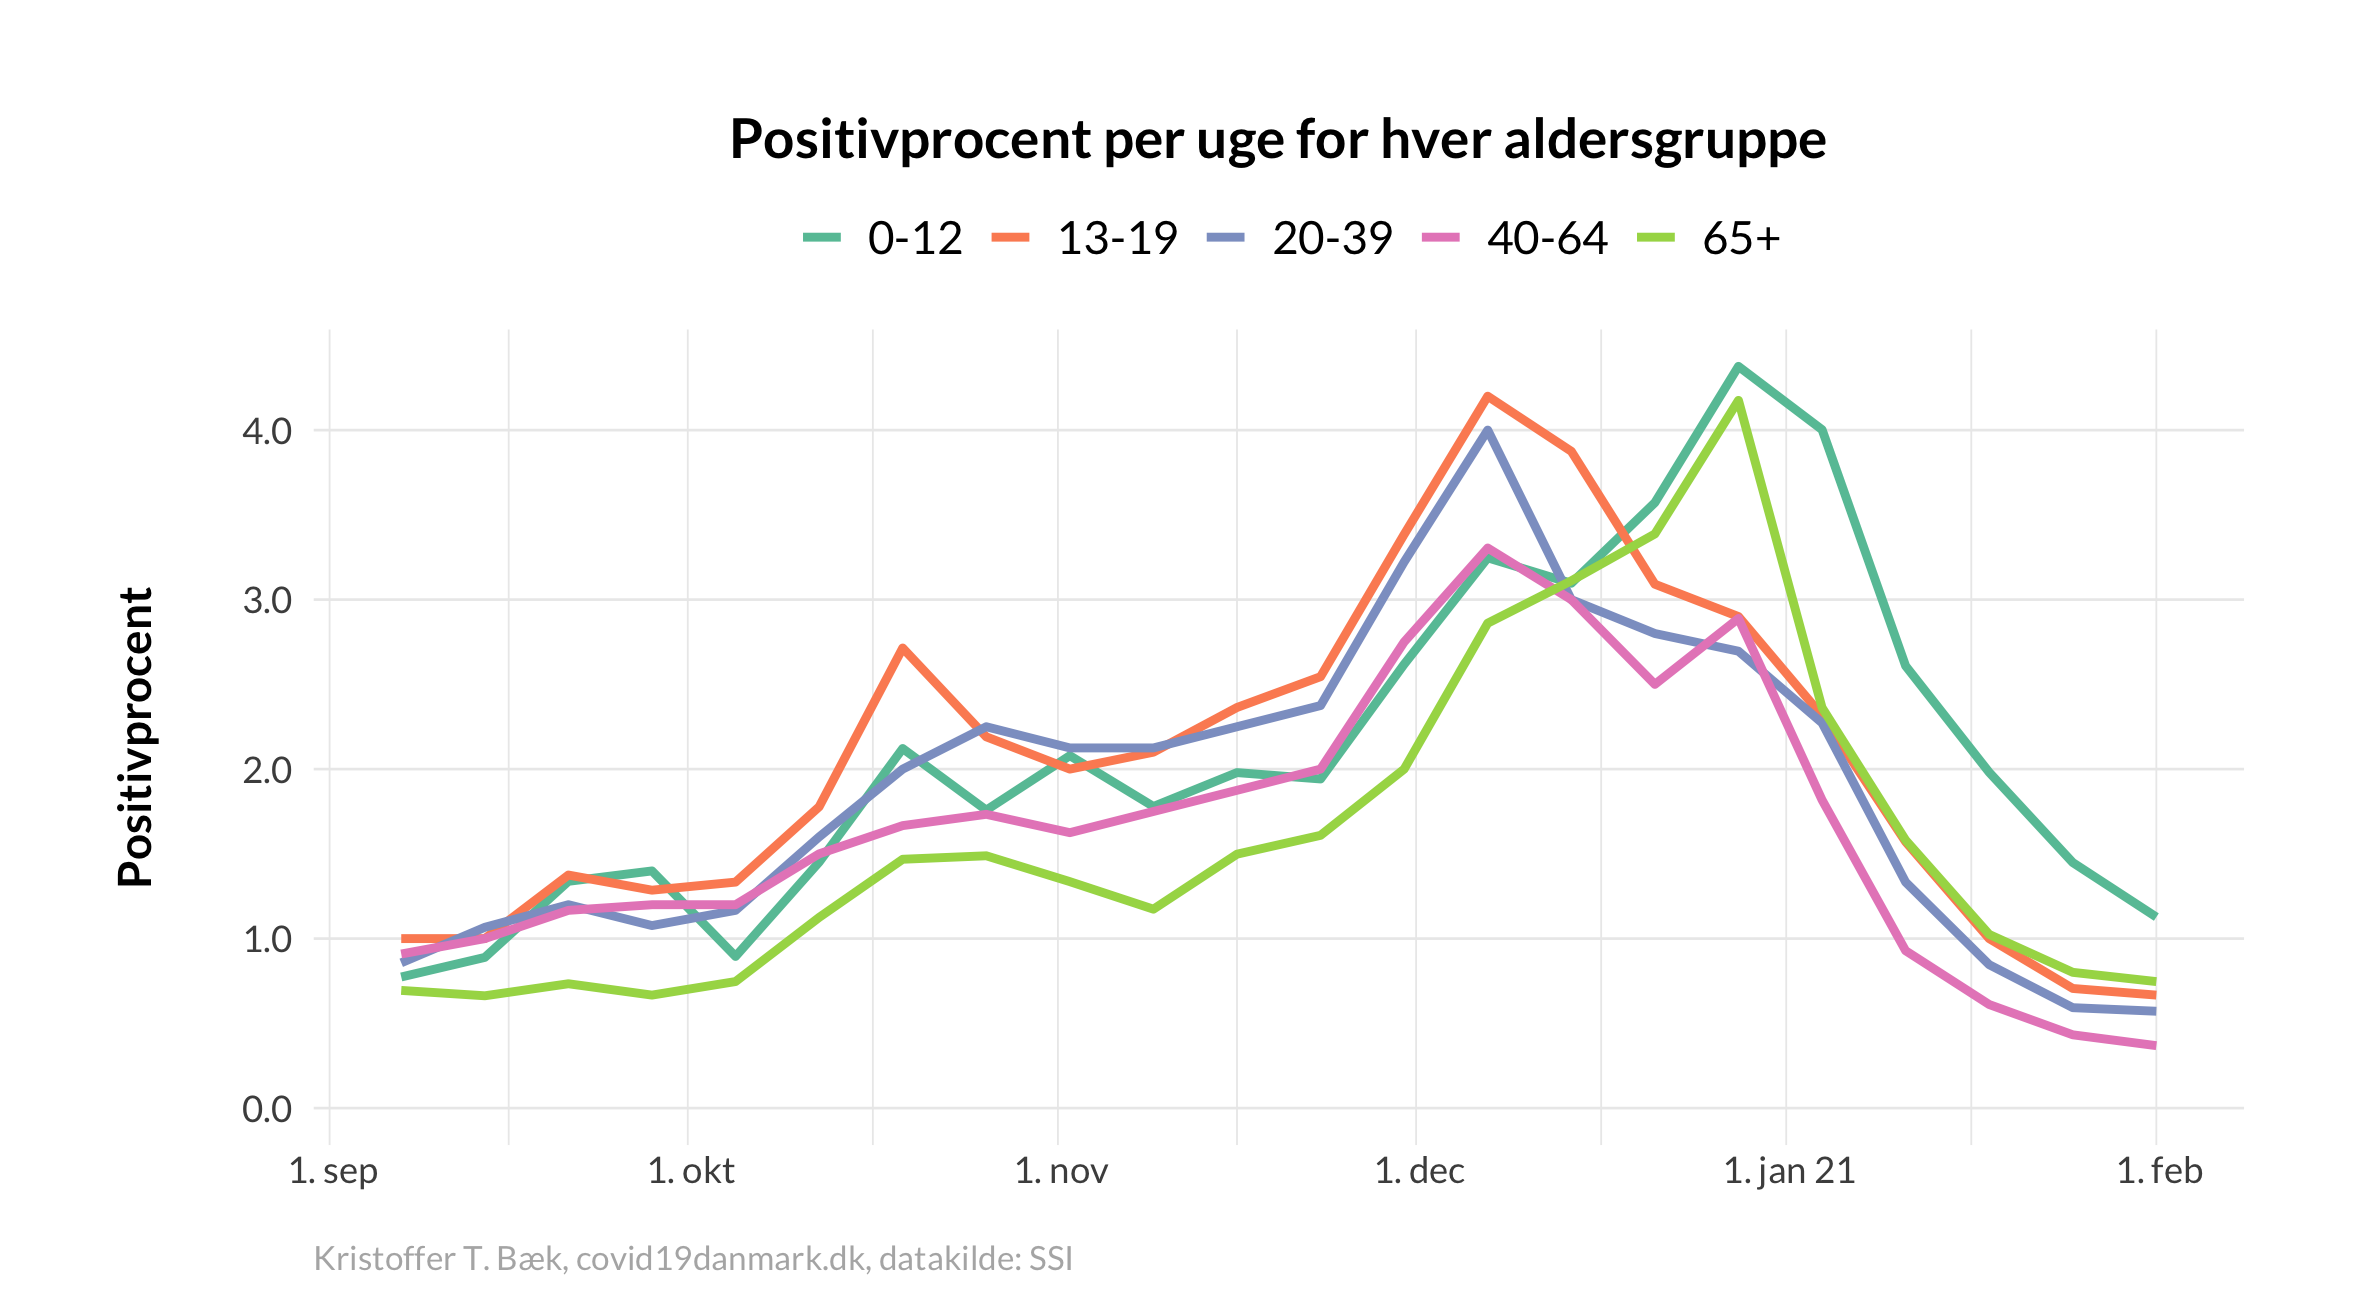 Positivprocent per uge for hver aldersgruppe
0-12 13-19 20-39 40-64 65+
Positivprocent
4.0
3.0
2.0
1.0
0.0
1. sep 1. okt 1. nov 1. dec 1. jan 21 1. feb
Kristoffer T. Bæk, covid19danmark.dk, datakilde: SSI